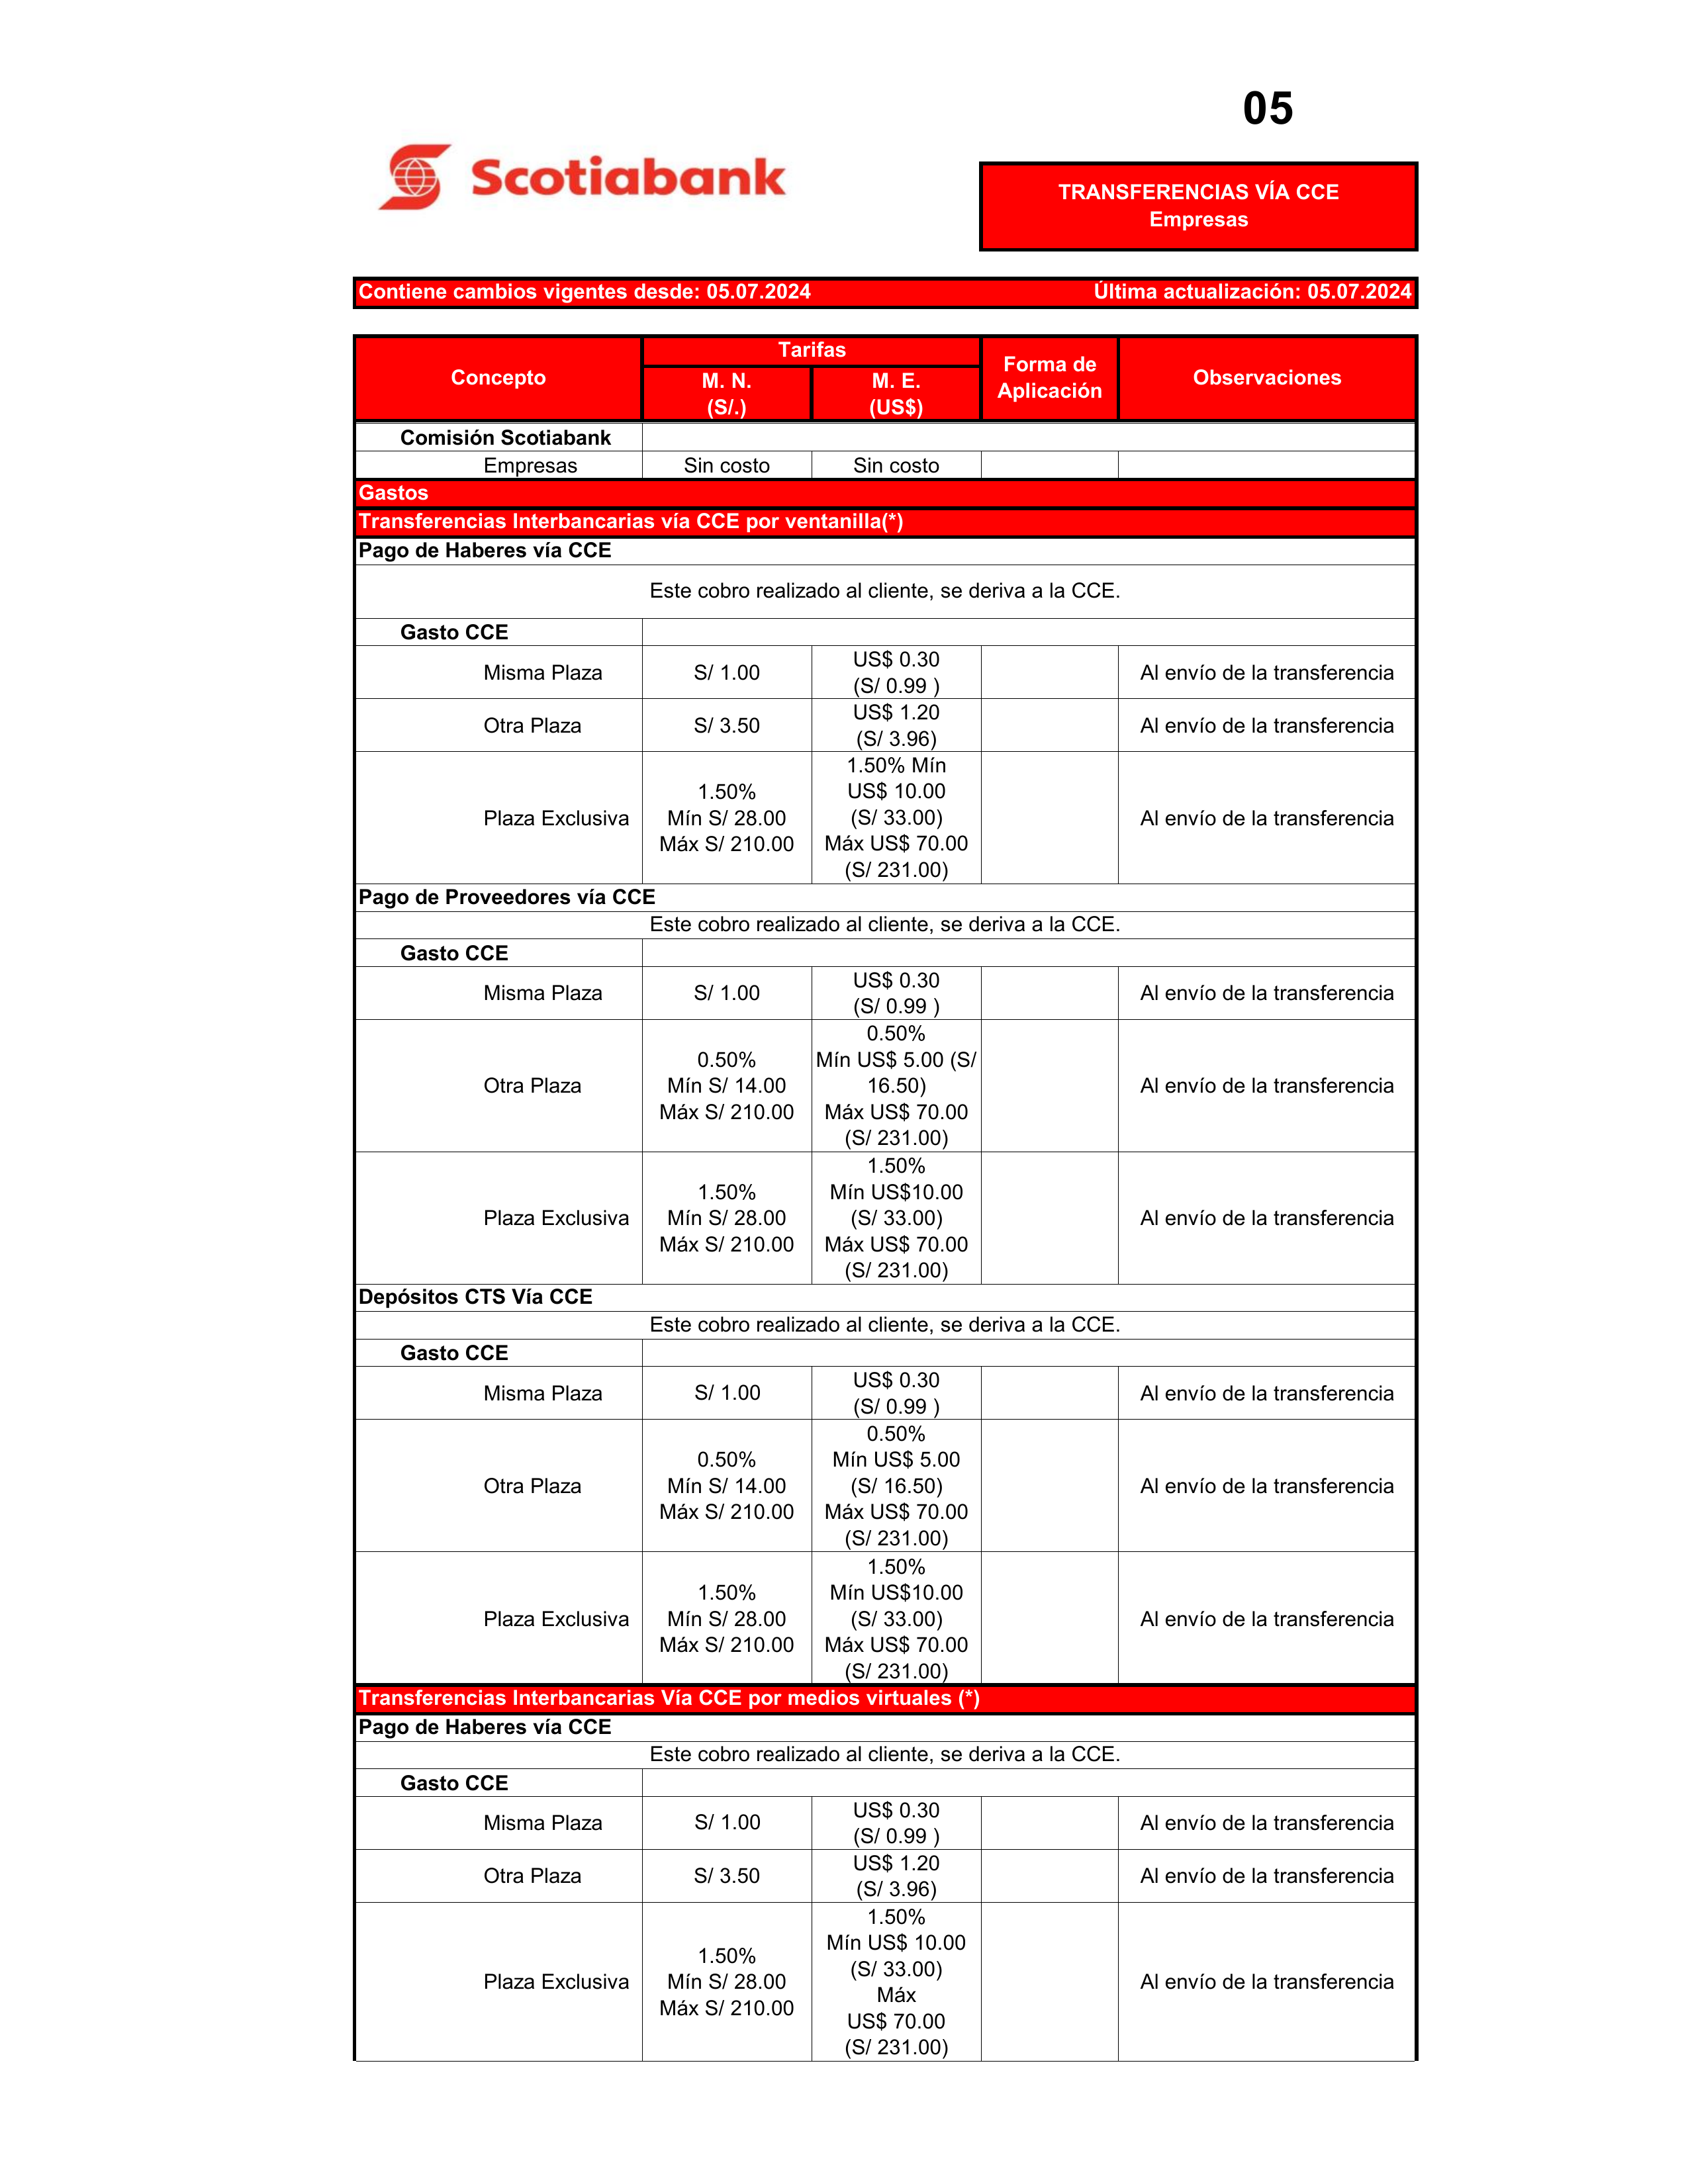 05
Scotiabank
TRANSFERENCIAS VÍA CCE
Empresas
Contiene cambios vigentes desde: 05.07.2024 Última actualización: 05.07.2024
Concepto
Tarifas
M. N.
(S/.)
M. E.
(US$)
Forma de
Aplicación
Observaciones
Comisión Scotiabank
Empresas Sin costo Sin costo
Gastos
Transferencias Interbancarias vía CCE por ventanilla(*)
Pago de Haberes vía CCE
Este cobro realizado al cliente, se deriva a la CCE.
Gasto CCE
Misma Plaza
S/ 1.00
US$ 0.30
(S/ 0.99 )
Al envío de la transferencia
Otra Plaza
S/ 3.50
US$ 1.20
(S/ 3.96)
Al envío de la transferencia
Plaza Exclusiva
1.50%
Mín S/ 28.00
Máx S/ 210.00
1.50% Mín
US$ 10.00
(S/ 33.00)
Máx US$ 70.00
(S/ 231.00)
Al envío de la transferencia
Pago de Proveedores vía CCE
Este cobro realizado al cliente, se deriva a la CCE.
Gasto CCE
Misma Plaza
S/ 1.00
US$ 0.30
(S/ 0.99 )
Al envío de la transferencia
Otra Plaza
0.50%
Mín S/ 14.00
Máx S/ 210.00
0.50%
Mín US$ 5.00 (S/
16.50)
Máx US$ 70.00
(S/ 231.00)
Al envío de la transferencia
Plaza Exclusiva
1.50%
Mín S/ 28.00
Máx S/ 210.00
1.50%
Mín US$10.00
(S/ 33.00)
Máx US$ 70.00
(S/ 231.00)
Al envío de la transferencia
Depósitos CTS Vía CCE
Este cobro realizado al cliente, se deriva a la CCE.
Gasto CCE
Misma Plaza
S/ 1.00
US$ 0.30
(S/ 0.99 )
Al envío de la transferencia
Otra Plaza
0.50%
Mín S/ 14.00
Máx S/ 210.00
0.50%
Mín US$ 5.00
(S/ 16.50)
Máx US$ 70.00
(S/ 231.00)
Al envío de la transferencia
Plaza Exclusiva
1.50%
Mín S/ 28.00
Máx S/ 210.00
1.50%
Mín US$10.00
(S/ 33.00)
Máx US$ 70.00
(S/ 231.00)
Al envío de la transferencia
Transferencias Interbancarias Vía CCE por medios virtuales (*)
Pago de Haberes vía CCE
Este cobro realizado al cliente, se deriva a la CCE.
Gasto CCE
Misma Plaza
S/ 1.00
US$ 0.30
(S/ 0.99 )
Al envío de la transferencia
Otra Plaza
S/ 3.50
US$ 1.20
(S/ 3.96)
Al envío de la transferencia
Plaza Exclusiva
1.50%
Mín S/ 28.00
Máx S/ 210.00
1.50%
Mín US$ 10.00
(S/ 33.00)
Máx
US$ 70.00
(S/ 231.00)
Al envío de la transferencia